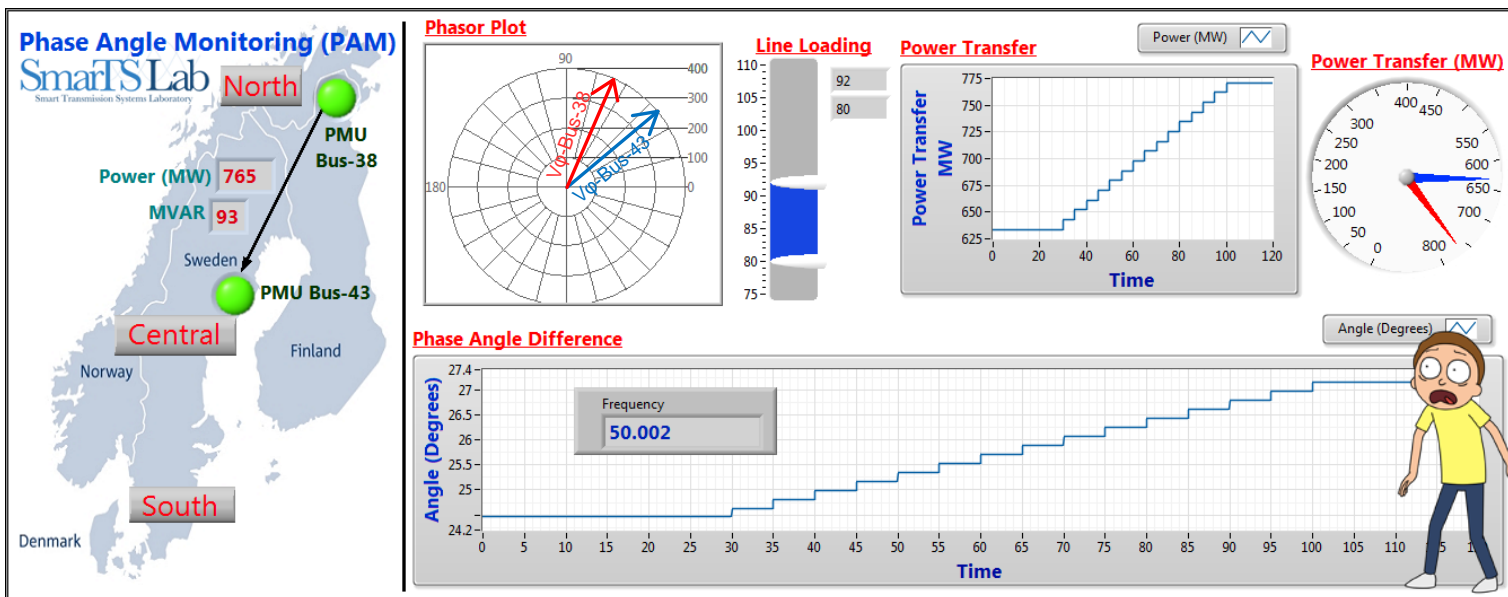 Phase Angle Monitoring (PAM)
SmarTS Lab
Smart Transmission Systems Laboratory
North
PMU
Bus-38
Power (MW) 765
MVAR 93
Sweden
PMU Bus-43
Central
Finland
Norway
South
Denmark
Phasor Plot
90
400
300
200
100
0
180
Vφ-Bus-38
Vφ-Bus-43
Line Loading
110
105
100
95
90
85
80
75
92
80
Power Transfer
Power (MW)
Power Transfer
MW
775
750
725
700
675
650
625
0 20 40 60 80 100 120
Time
Power Transfer (MW)
0
50
100
150
200
250
300
400
450
550
600
650
700
800
Phase Angle Difference
Angle (Degrees)
Angle (Degrees)
27.4
27
26.5
26
25.5
25
24.2
Frequency
50.002
0 5 10 15 20 25 30 35 40 45 50 55 60 65 70 75 80 85 90 95 100 105 110
Time